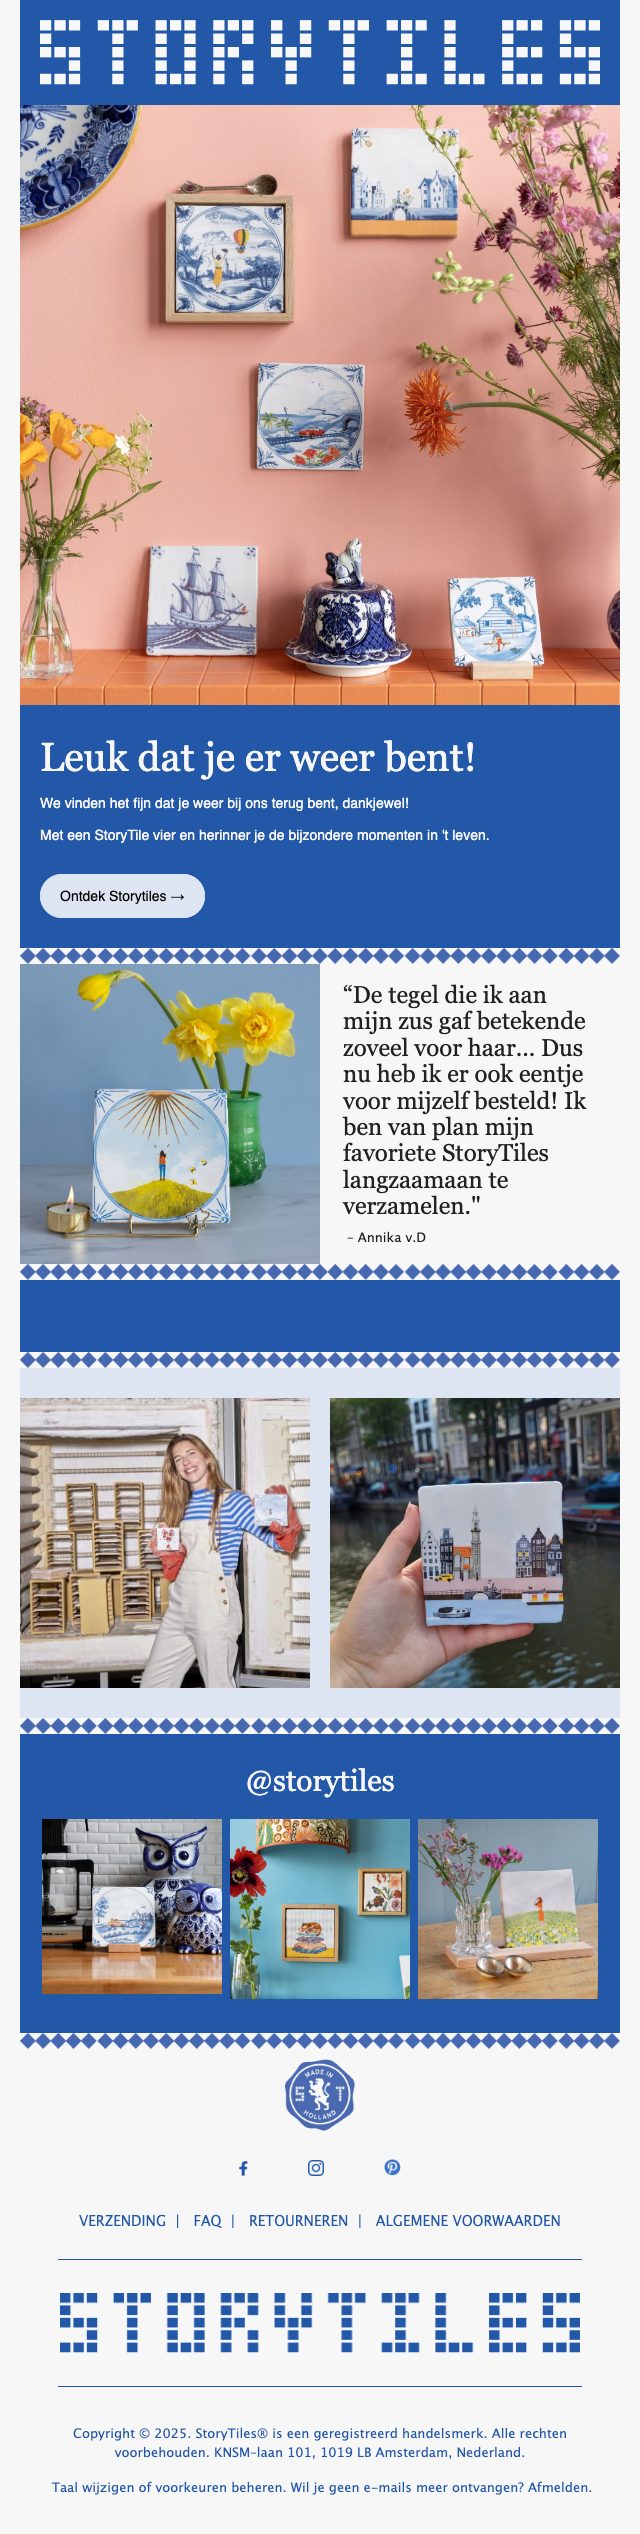 STORYTILES
Leuk dat je er weer bent!
We vinden het fijn dat je weer bij ons terug bent, dankjewel!
Met een StoryTile vier en herinner je de bijzondere momenten in 't leven.
Ontdek Storytiles →
“De tegel die ik aan
mijn zus gaf betekende
zoveel voor haar... Dus
nu heb ik er ook eentje
voor mijzelf besteld! Ik
ben van plan mijn
favoriete StoryTiles
langzaamaan te
verzamelen."
– Annika v.D
@storytiles
MADE IN
S T
HOLLAND
VERZENDING | FAQ | RETOURNEREN | ALGEMENE VOORWAARDEN
STORYTILES
Copyright © 2025. StoryTiles® is een geregistreerd handelsmerk. Alle rechten
voorbehouden. KNSM-laan 101, 1019 LB Amsterdam, Nederland.
Taal wijzigen of voorkeuren beheren. Wil je geen e-mails meer ontvangen? Afmelden.